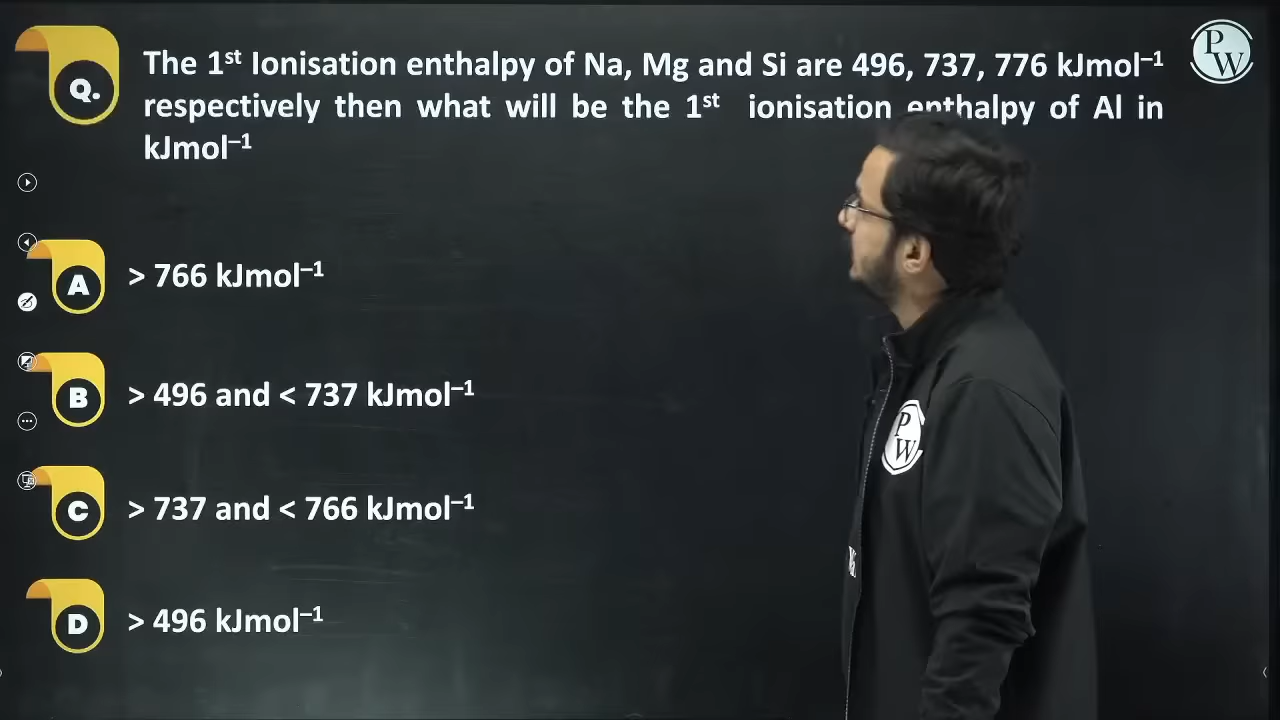 The 1st Ionisation enthalpy of Na, Mg and Si are 496, 737, 776 kJmol–1
PW
Q.
respectively then what will be the 1st ionisation enthalpy of Al in
kJmol–1
A > 766 kJmol–1
B > 496 and < 737 kJmol–1
PW
C > 737 and < 766 kJmol–1
D > 496 kJmol–1